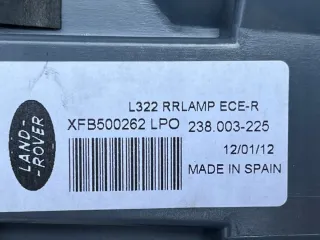 L322 RRLAMP ECE-R
XFB500262 LPO 238.003-225
12/01/12
MADE IN SPAIN
LAND-
ROVER